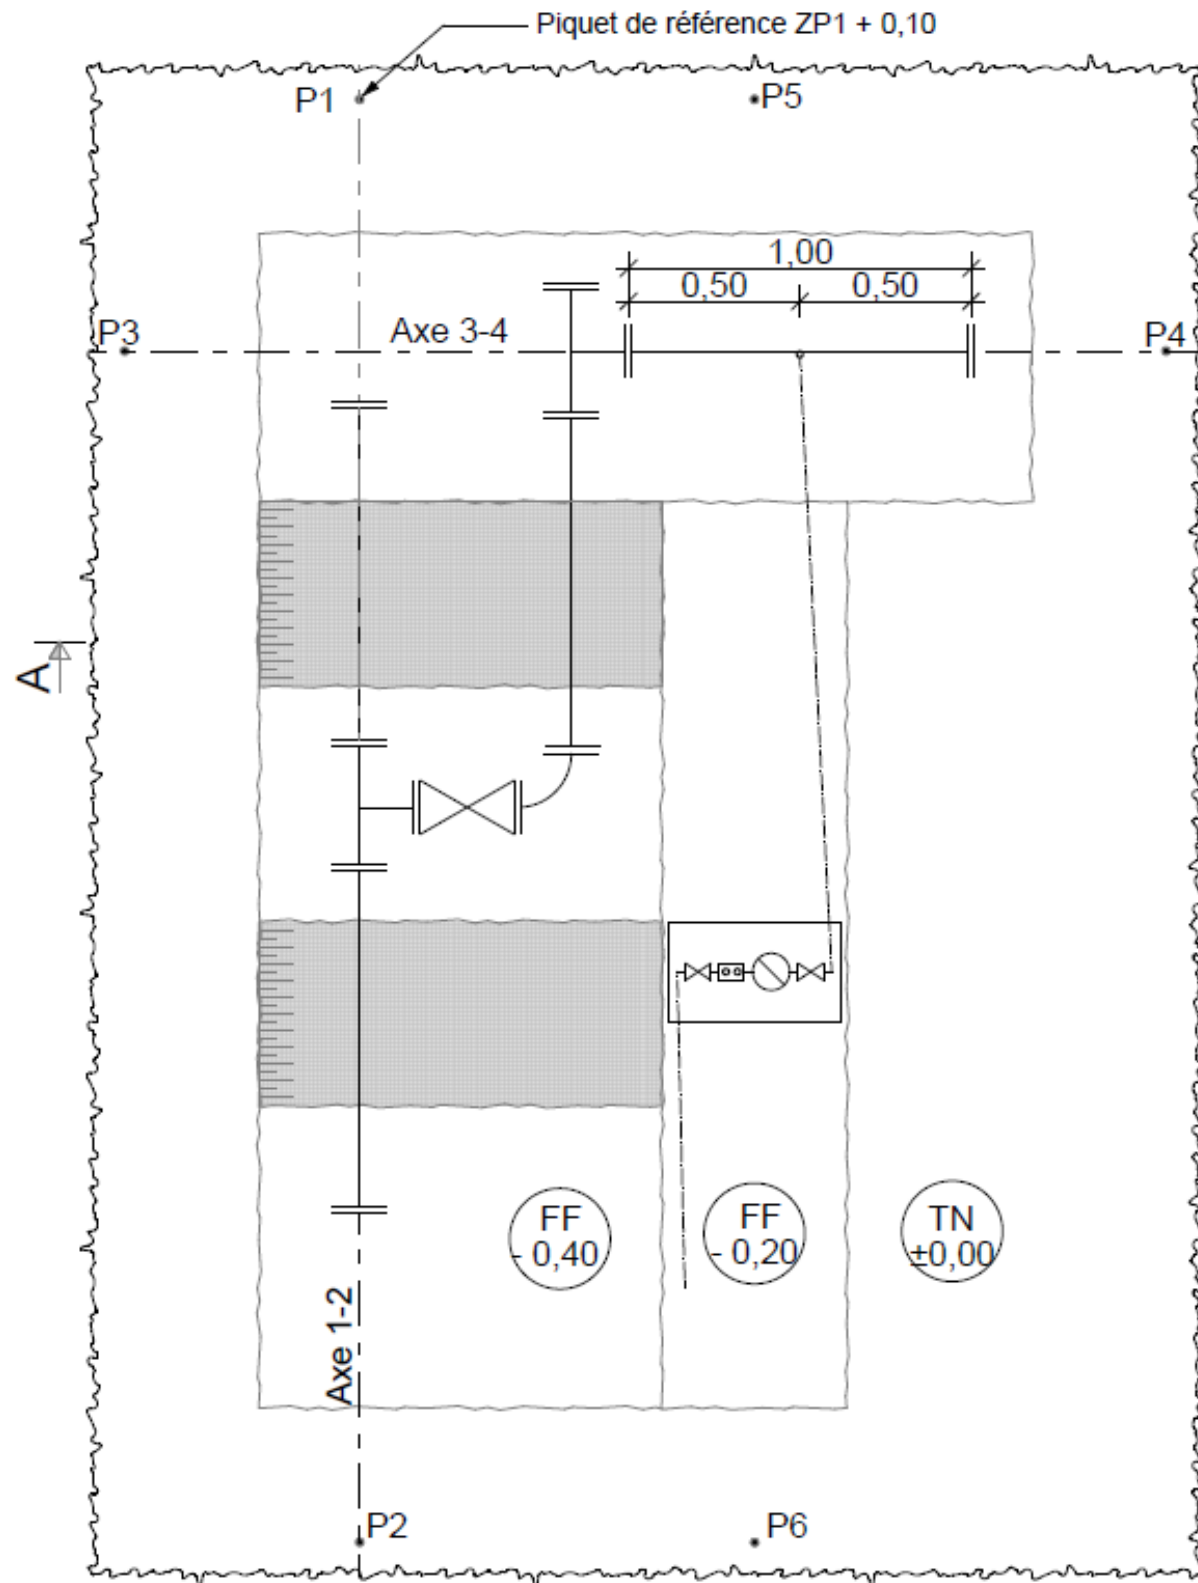 Piquet de référence ZP1 + 0,10
P1
P5
1,00
0,50
0,50
P3
Axe 3-4
P4
A
FF
- 0,40
FF
- 0,20
TN
±0,00
Axe 1-2
P2
P6